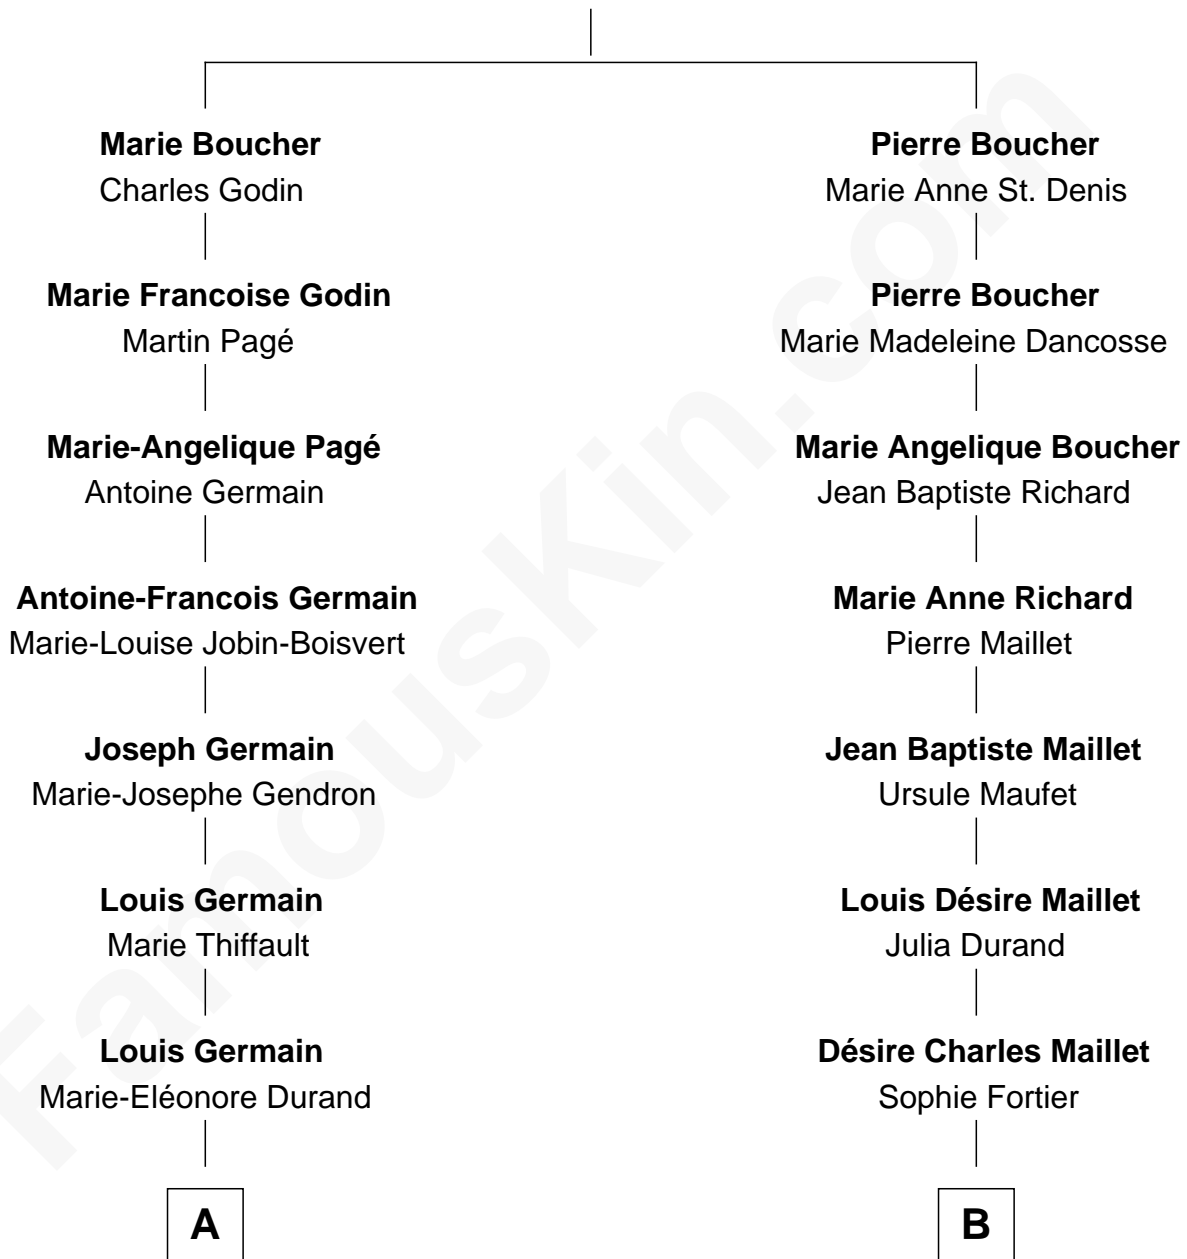 Marie Boucher
Charles Godin
Marie Francoise Godin
Martin Pagé
Marie-Angelique Pagé
Antoine Germain
Antoine-Francois Germain
Marie-Louise Jobin-Boisvert
Joseph Germain
Marie-Josephe Gendron
Louis Germain
Marie Thiffault
Louis Germain
Marie-Eléonore Durand
A
Pierre Boucher
Marie Anne St. Denis
Pierre Boucher
Marie Madeleine Dancosse
Marie Angelique Boucher
Jean Baptiste Richard
Marie Anne Richard
Pierre Maillet
Jean Baptiste Maillet
Ursule Maufet
Louis Désire Maillet
Julia Durand
Désire Charles Maillet
Sophie Fortier
B
FamousKin.com